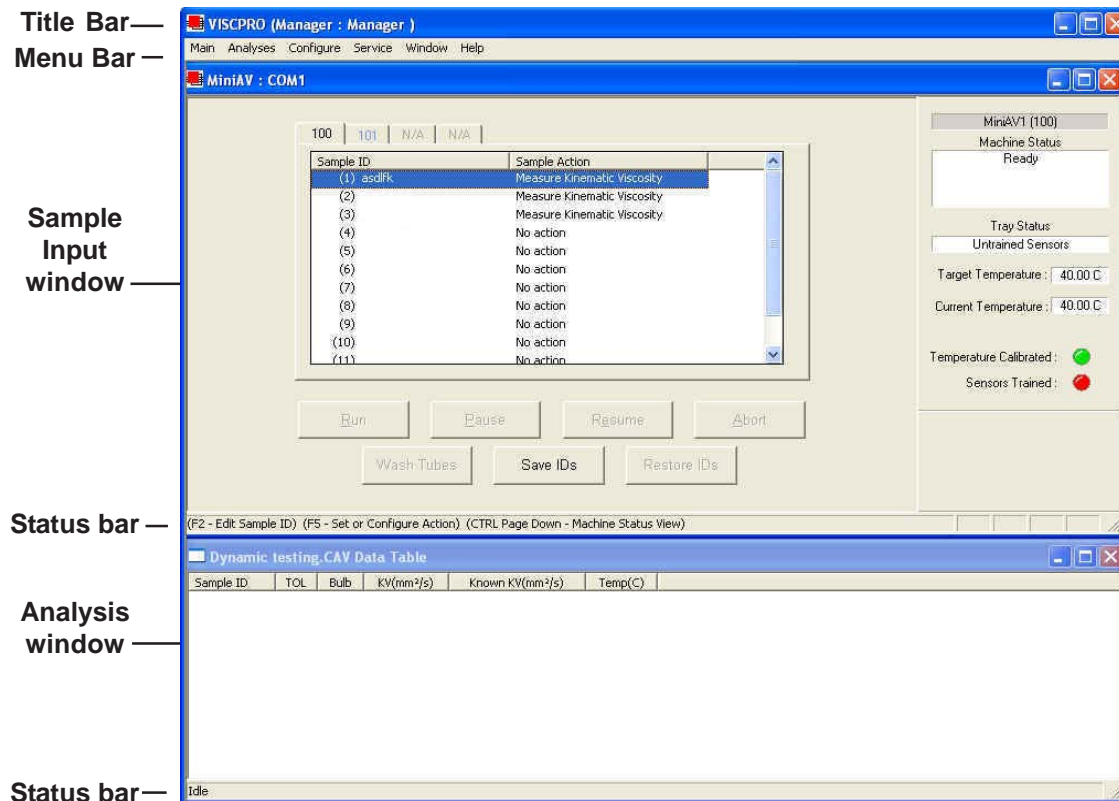 Title Bar
VISCPRO (Manager : Manager )
Menu Bar
Main Analyses Configure Service Window Help
MiniAV : COM1
Sample
Input
window
100 101 N/A N/A
Sample ID Sample Action
(1) asdlfk Measure Kinematic Viscosity
(2) Measure Kinematic Viscosity
(3) Measure Kinematic Viscosity
(4) No action
(5) No action
(6) No action
(7) No action
(8) No action
(9) No action
(10) No action
(11) No action
Run Pause Resume Abort
Wash Tubes Save IDs Restore IDs
MiniAV1 (100)
Machine Status
Ready
Tray Status
Untrained Sensors
Target Temperature : 40.00 C
Current Temperature : 40.00 C
Temperature Calibrated :
Sensors Trained :
Status bar
(F2 - Edit Sample ID) (F5 - Set or Configure Action) (CTRL Page Down - Machine Status View)
Dynamic testing.CAV Data Table
Sample ID TOL Bulb KV(mm²/s) Known KV(mm²/s) Temp(C)
Analysis
window
Status bar
Idle